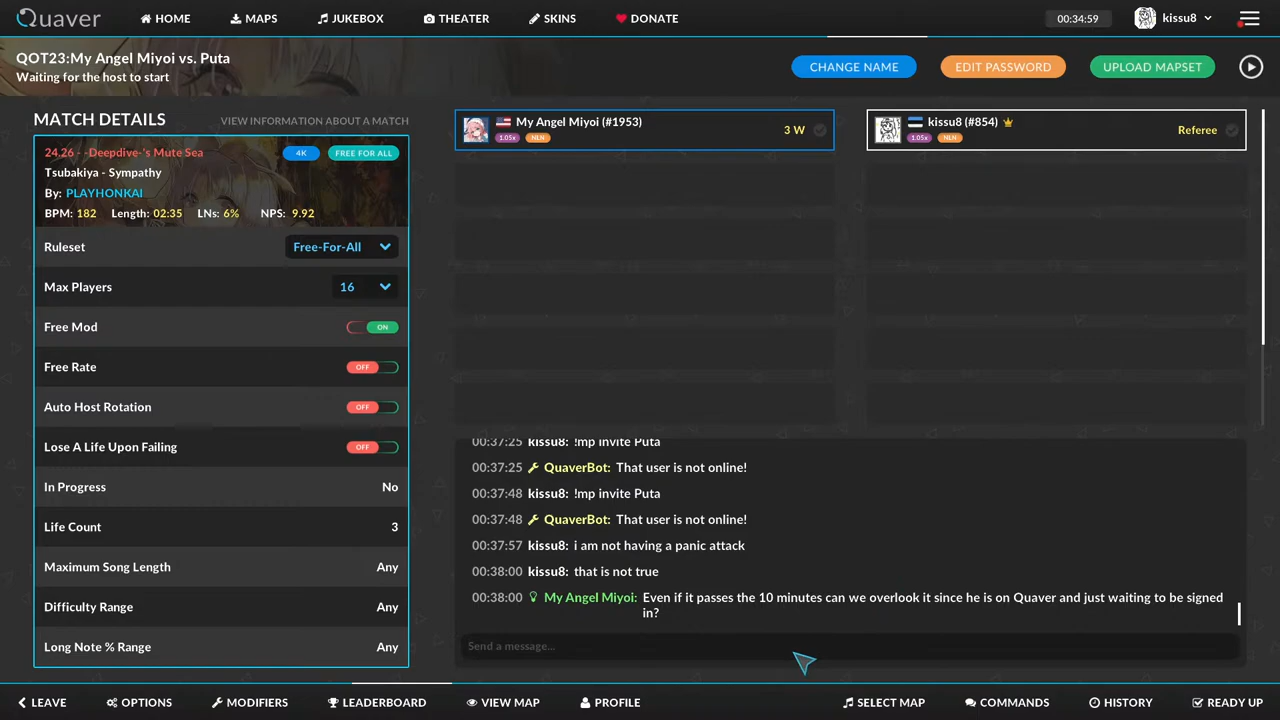 Quaver HOME MAPS JUKEBOX THEATER SKINS DONATE 00:34:59 kissu8
QOT23:My Angel Miyoi vs. Puta
Waiting for the host to start
CHANGE NAME EDIT PASSWORD UPLOAD MAPSET
MATCH DETAILS VIEW INFORMATION ABOUT A MATCH
24.26 - -Deepdive-'s Mute Sea 4K FREE FOR ALL
Tsubakiya - Sympathy
By: PLAYHONKAI
BPM: 182 Length: 02:35 LNs: 6% NPS: 9.92
Ruleset Free-For-All
Max Players 16
Free Mod ON
Free Rate OFF
Auto Host Rotation OFF
Lose A Life Upon Failing OFF
In Progress No
Life Count 3
Maximum Song Length Any
Difficulty Range Any
Long Note % Range Any
My Angel Miyoi (#1953)
1.05x NLN
3 W
kissu8 (#854)
1.05x NLN
Referee
00:37:25 kissu8: !mp invite Puta
00:37:25 QuaverBot: That user is not online!
00:37:48 kissu8: !mp invite Puta
00:37:48 QuaverBot: That user is not online!
00:37:57 kissu8: i am not having a panic attack
00:38:00 kissu8: that is not true
00:38:00 My Angel Miyoi: Even if it passes the 10 minutes can we overlook it since he is on Quaver and just waiting to be signed
in?
Send a message...
LEAVE OPTIONS MODIFIERS LEADERBOARD VIEW MAP PROFILE SELECT MAP COMMANDS HISTORY READY UP